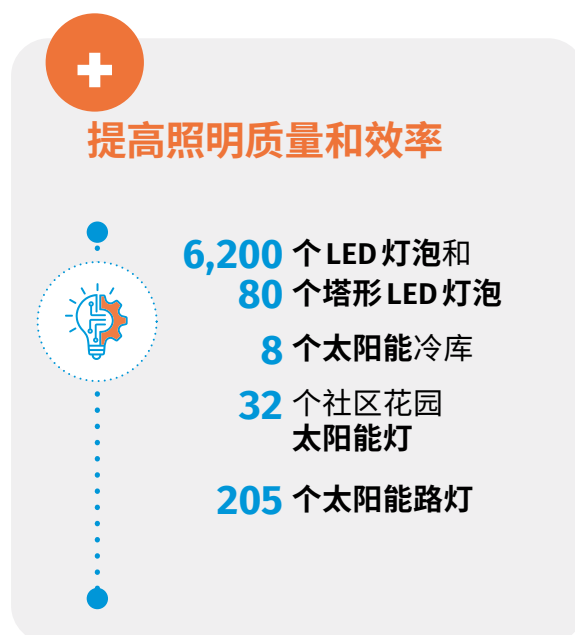 提高照明质量和效率
6,200 个 LED 灯泡和
80 个塔形 LED 灯泡
8 个太阳能冷库
32 个社区花园
太阳能灯
205 个太阳能路灯